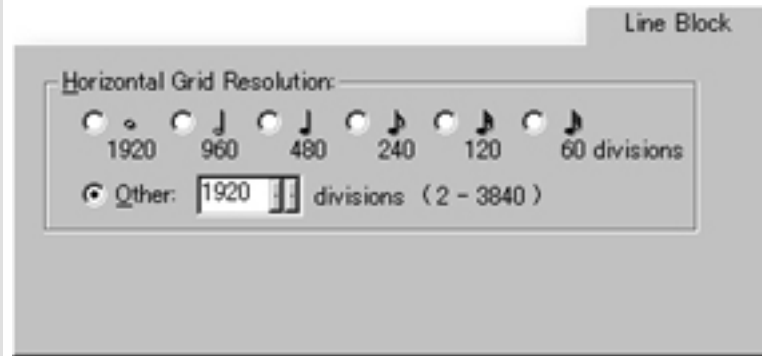 Line Block
Horizontal Grid Resolution:
1920 960 480 240 120 60 divisions
Other: 1920 divisions ( 2 - 3840 )